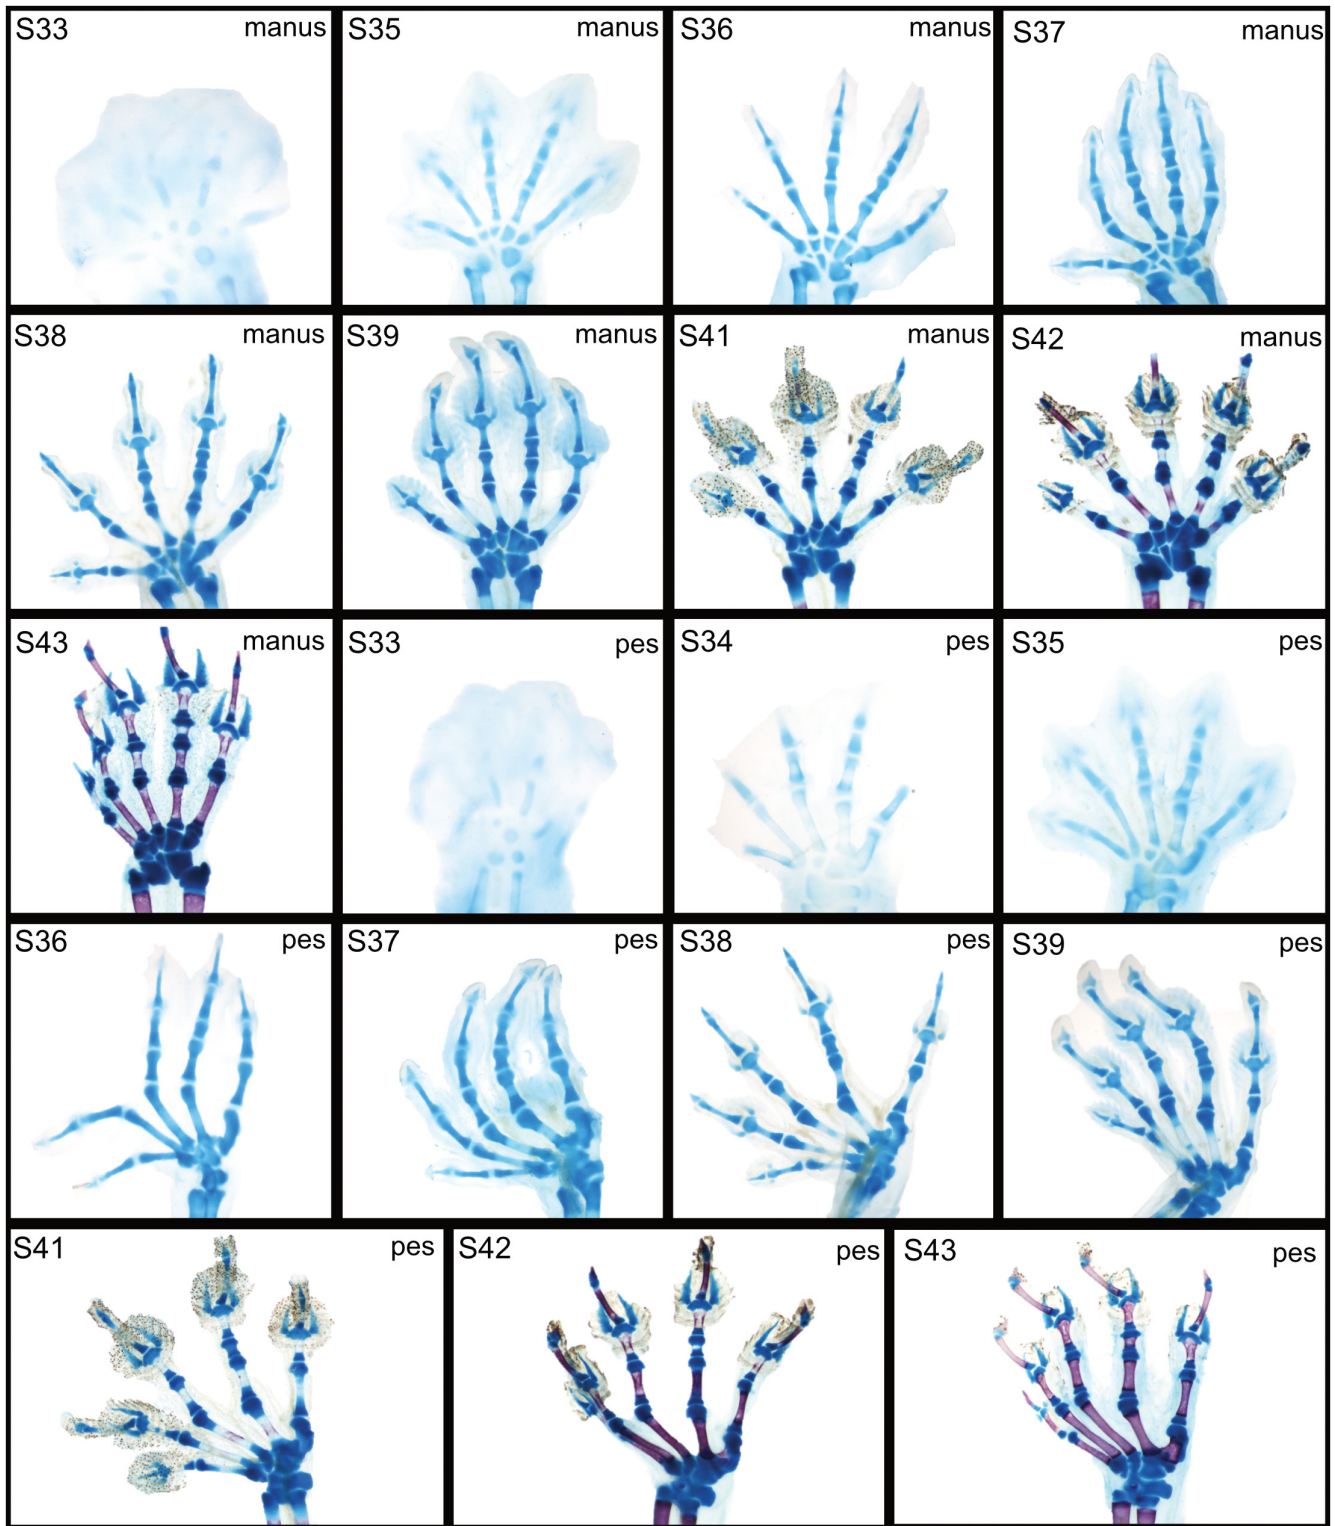 S33 manus
S35 manus
S36 manus
S37 manus
S38 manus
S39 manus
S41 manus
S42 manus
S43 manus
S33 pes
S34 pes
S35 pes
S36 pes
S37 pes
S38 pes
S39 pes
S41 pes
S42 pes
S43 pes